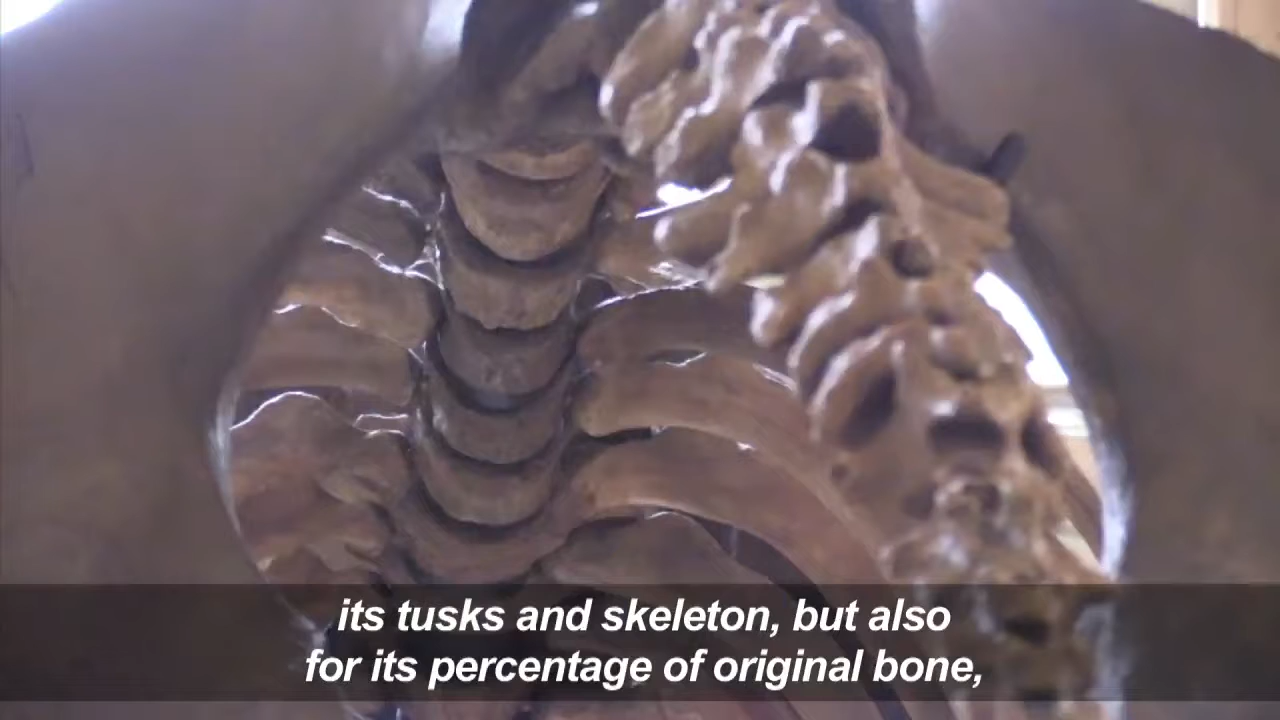 its tusks and skeleton, but also
for its percentage of original bone,